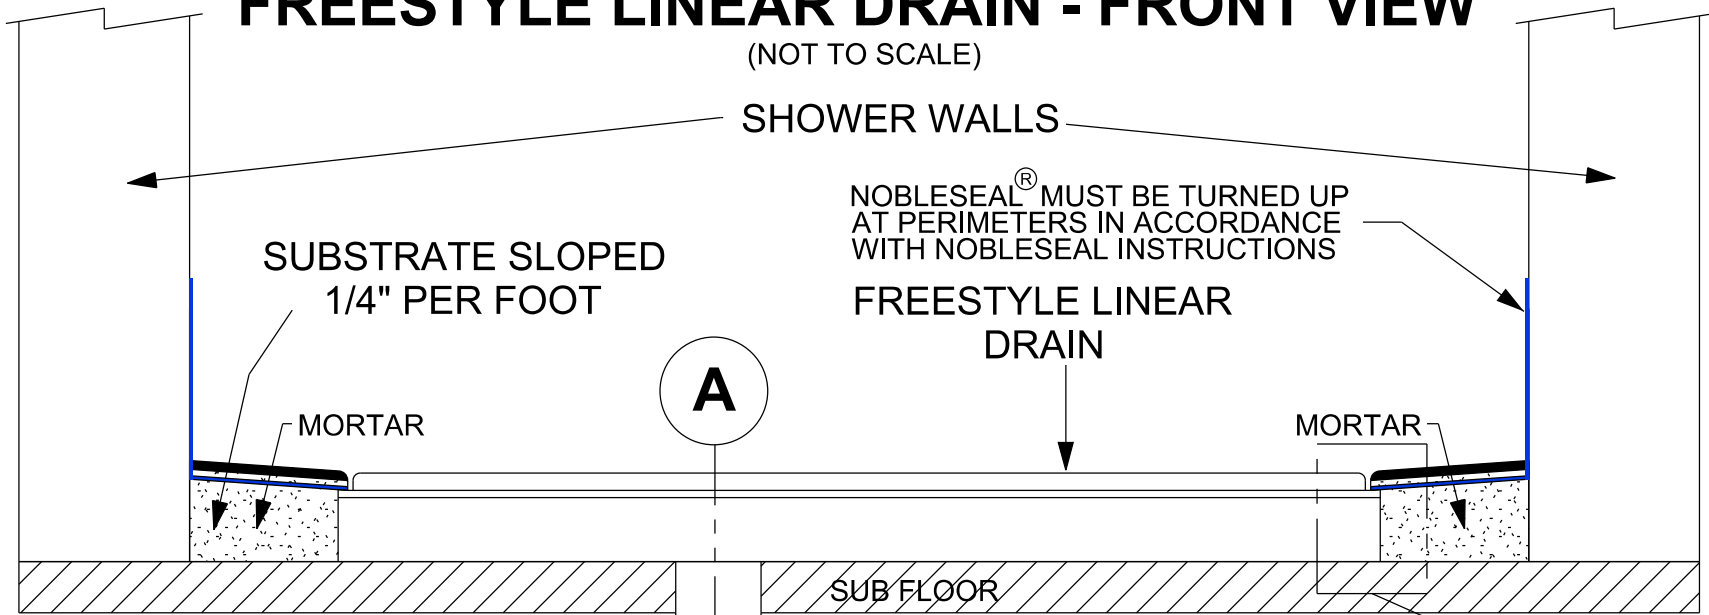 FREESTYLE LINEAR DRAIN - FRONT VIEW
(NOT TO SCALE)
SHOWER WALLS
NOBLESEAL® MUST BE TURNED UP
AT PERIMETERS IN ACCORDANCE
WITH NOBLESEAL INSTRUCTIONS
SUBSTRATE SLOPED
1/4" PER FOOT
FREESTYLE LINEAR
DRAIN
A
MORTAR
MORTAR
SUB FLOOR